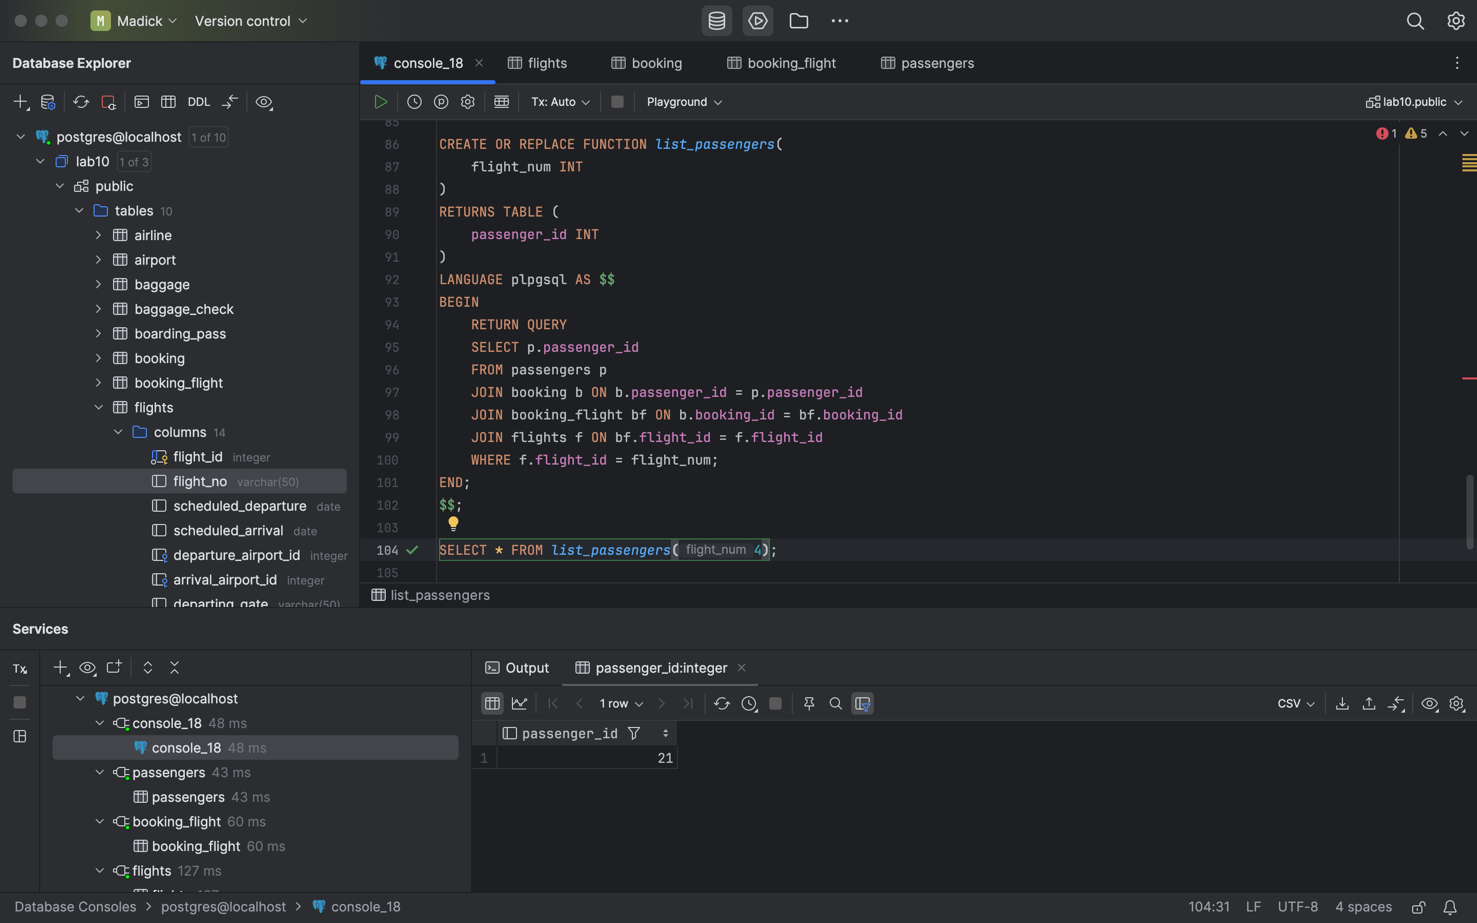 M Madick Version control
Database Explorer
console_18 flights booking booking_flight passengers
DDL
Tx: Auto Playground lab10.public
postgres@localhost 1 of 10
lab10 1 of 3
public
tables 10
airline
airport
baggage
baggage_check
boarding_pass
booking
booking_flight
flights
columns 14
flight_id integer
flight_no varchar(50)
scheduled_departure date
scheduled_arrival date
departure_airport_id integer
arrival_airport_id integer
departing_gate varchar(50)
1 5
85
86 CREATE OR REPLACE FUNCTION list_passengers(
87 flight_num INT
88 )
89 RETURNS TABLE (
90 passenger_id INT
91 )
92 LANGUAGE plpgsql AS $$
93 BEGIN
94 RETURN QUERY
95 SELECT p.passenger_id
96 FROM passengers p
97 JOIN booking b ON b.passenger_id = p.passenger_id
98 JOIN booking_flight bf ON b.booking_id = bf.booking_id
99 JOIN flights f ON bf.flight_id = f.flight_id
100 WHERE f.flight_id = flight_num;
101 END;
102 $$;
103
104 SELECT * FROM list_passengers( flight_num 4);
105
list_passengers
Services
Tx
postgres@localhost
console_18 48 ms
console_18 48 ms
passengers 43 ms
passengers 43 ms
booking_flight 60 ms
booking_flight 60 ms
flights 127 ms
Output passenger_id:integer
1 row CSV
passenger_id
1 21
Database Consoles postgres@localhost console_18
104:31 LF UTF-8 4 spaces